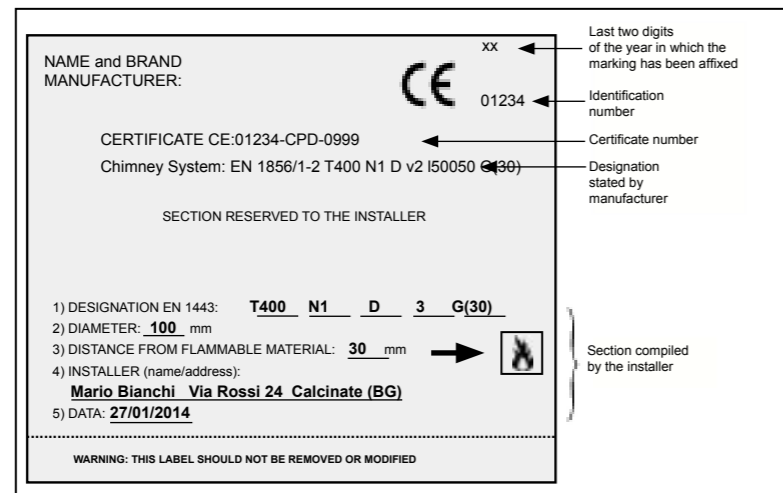 NAME and BRAND
MANUFACTURER:
CE
xx
01234
Last two digits
of the year in which the
marking has been affixed
Identification
number
CERTIFICATE CE:01234-CPD-0999
Certificate number
Chimney System: EN 1856/1-2 T400 N1 D v2 l50050 G(30)
Designation
stated by
manufacturer
SECTION RESERVED TO THE INSTALLER
1) DESIGNATION EN 1443: T400 N1 D 3 G(30)
2) DIAMETER: 100 mm
3) DISTANCE FROM FLAMMABLE MATERIAL: 30 mm
4) INSTALLER (name/address):
Mario Bianchi Via Rossi 24 Calcinate (BG)
5) DATA: 27/01/2014
Section compiled
by the installer
WARNING: THIS LABEL SHOULD NOT BE REMOVED OR MODIFIED